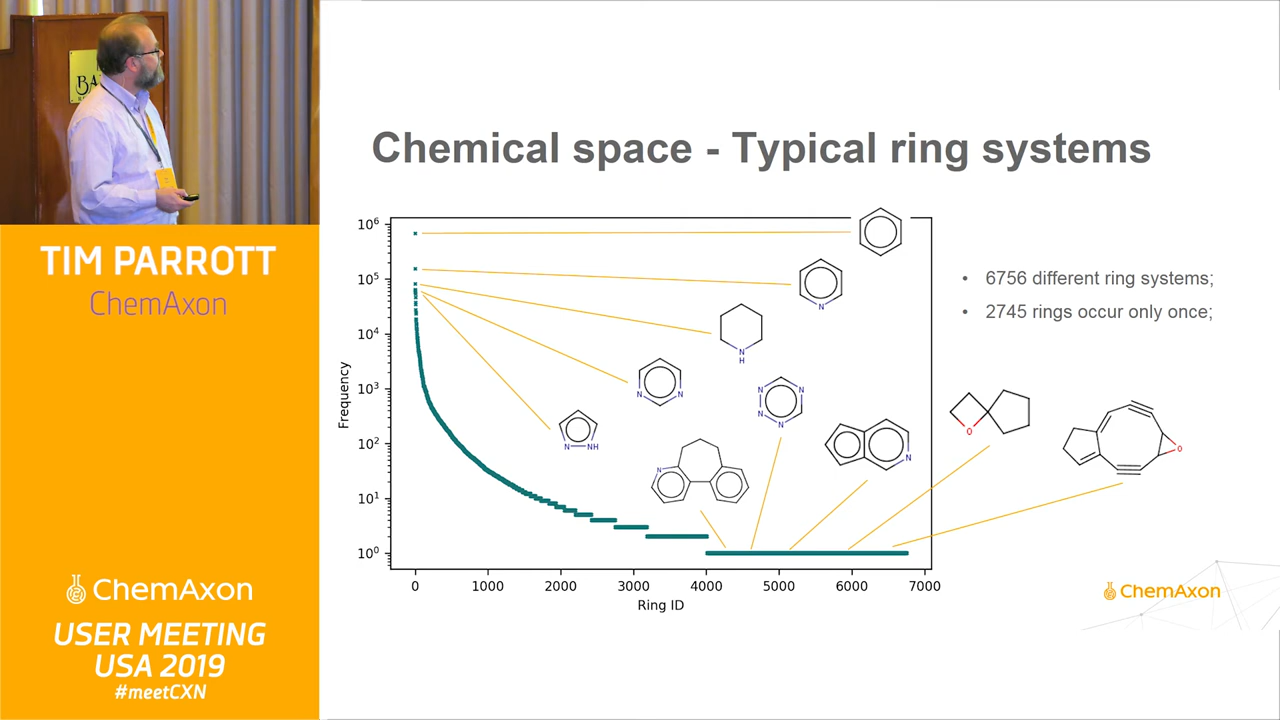 BA
TIM PARROTT
ChemAxon
ChemAxon
USER MEETING
USA 2019
#meetCXN
Chemical space - Typical ring systems
10⁶
10⁵
10⁴
10³
10²
10¹
10⁰
Frequency
0 1000 2000 3000 4000 5000 6000 7000
Ring ID
N
N
H
N N
N NH
N N
N
N
N
N
O
O
• 6756 different ring systems;
• 2745 rings occur only once;
ChemAxon